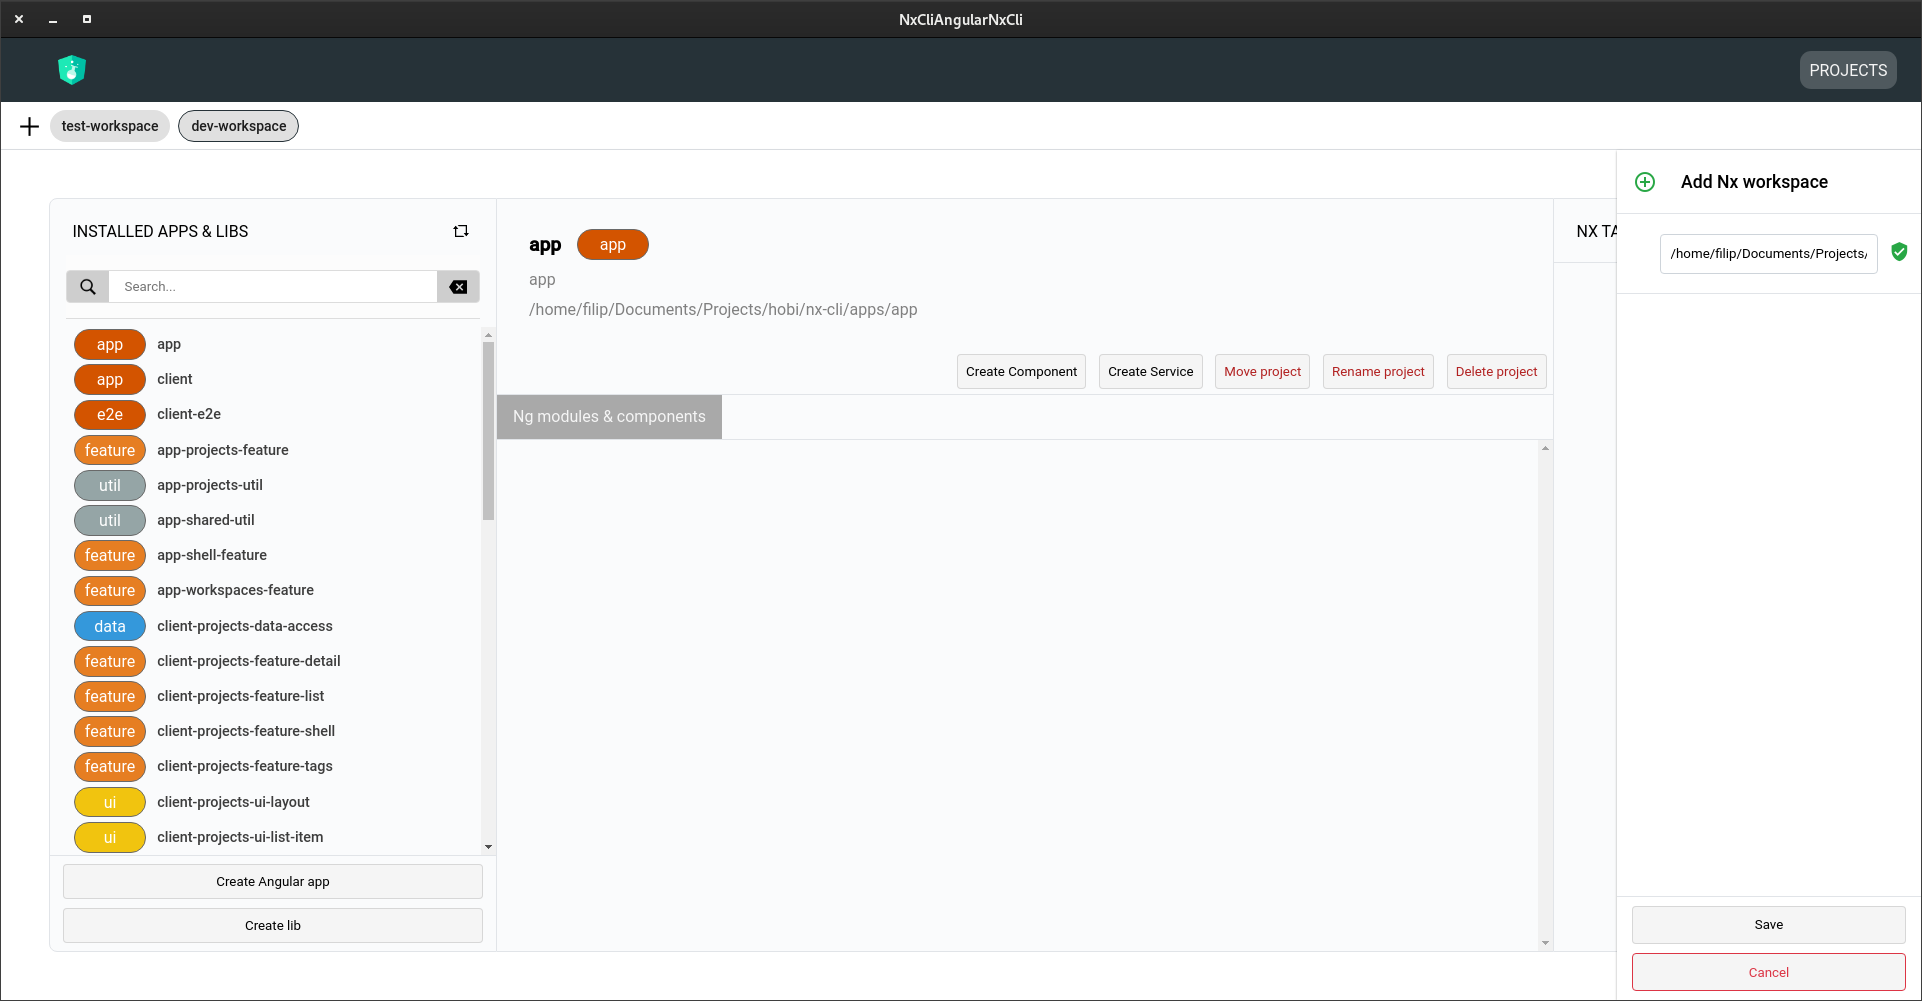 NxCliAngularNxCli
PROJECTS
test-workspace
dev-workspace
INSTALLED APPS & LIBS
Search...
app app
app client
e2e client-e2e
feature app-projects-feature
util app-projects-util
util app-shared-util
feature app-shell-feature
feature app-workspaces-feature
data client-projects-data-access
feature client-projects-feature-detail
feature client-projects-feature-list
feature client-projects-feature-shell
feature client-projects-feature-tags
ui client-projects-ui-layout
ui client-projects-ui-list-item
Create Angular app
Create lib
app app
app
/home/filip/Documents/Projects/hobi/nx-cli/apps/app
Create Component
Create Service
Move project
Rename project
Delete project
Ng modules & components
NX TA
Add Nx workspace
/home/filip/Documents/Projects/
Save
Cancel